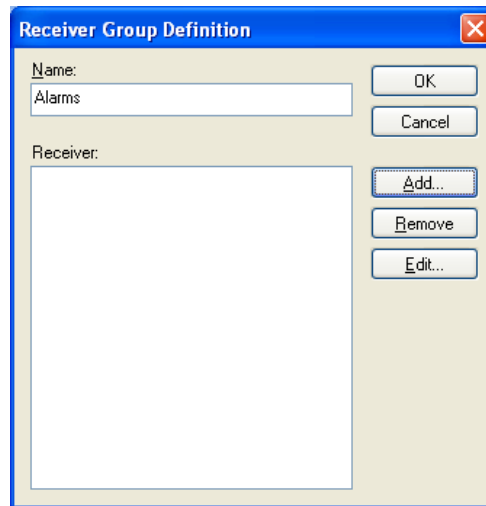 Receiver Group Definition
Name:
OK
Alarms
Cancel
Receiver:
Add...
Remove
Edit...